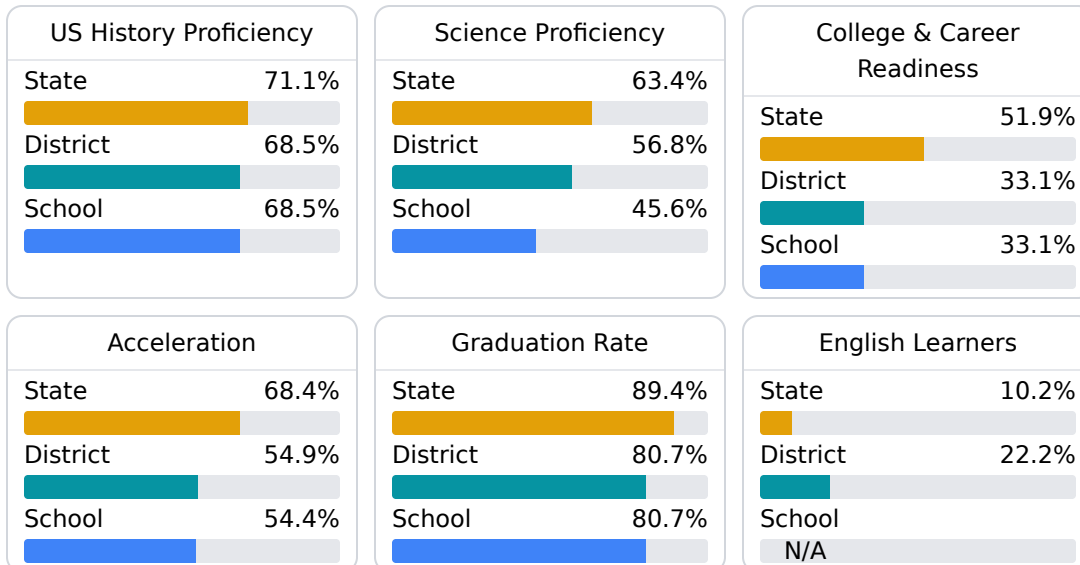 US History Proficiency
State 71.1%
District 68.5%
School 68.5%
Science Proficiency
State 63.4%
District 56.8%
School 45.6%
College & Career
Readiness
State 51.9%
District 33.1%
School 33.1%
Acceleration
State 68.4%
District 54.9%
School 54.4%
Graduation Rate
State 89.4%
District 80.7%
School 80.7%
English Learners
State 10.2%
District 22.2%
School
N/A